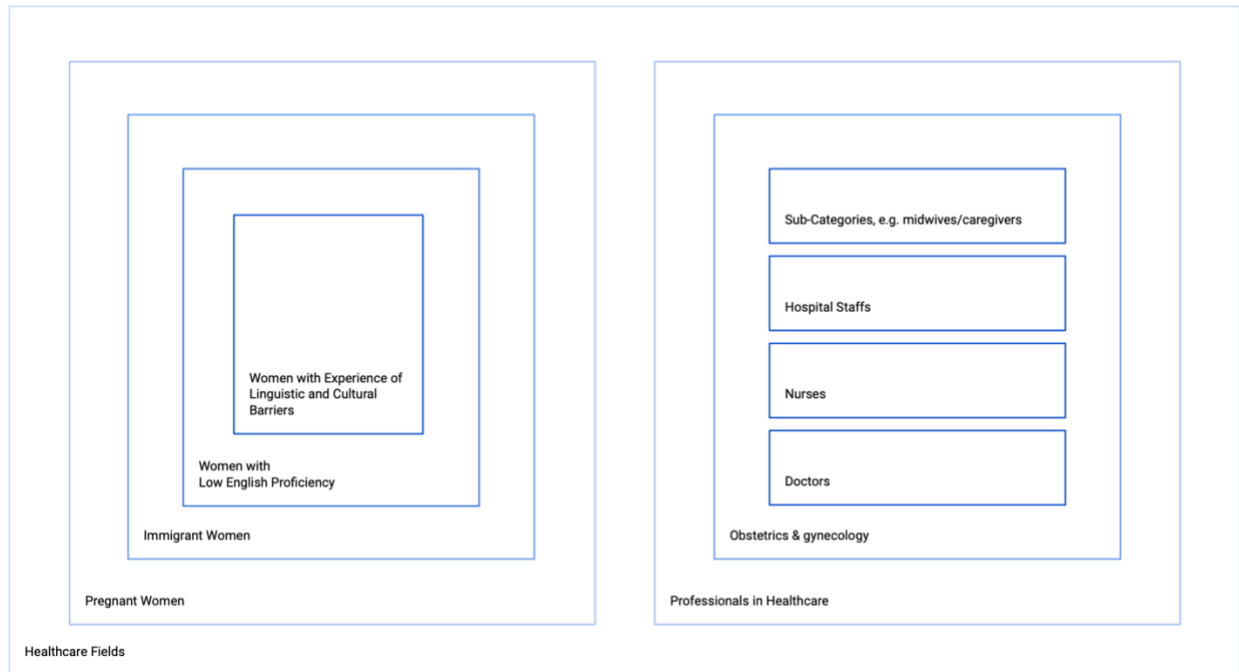 Sub-Categories, e.g. midwives/caregivers
Hospital Staffs
Women with Experience of
Linguistic and Cultural
Barriers
Nurses
Women with
Low English Proficiency
Doctors
Immigrant Women
Obstetrics & gynecology
Pregnant Women
Professionals in Healthcare
Healthcare Fields